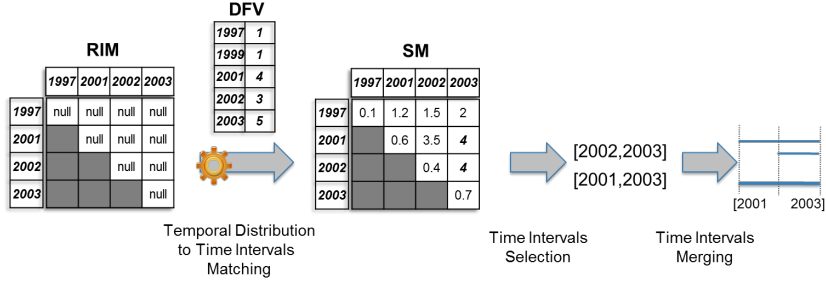 DFV
1997 1
1999 1
2001 4
2002 3
2003 5
RIM
1997 2001 2002 2003
1997 null null null null
2001 null null null
2002 null null
2003 null
SM
1997 2001 2002 2003
1997 0.1 1.2 1.5 2
2001 0.6 3.5 4
2002 0.4 4
2003 0.7
[2002,2003]
[2001,2003]
[2001 2003]
Temporal Distribution
to Time Intervals
Matching
Time Intervals
Selection
Time Intervals
Merging